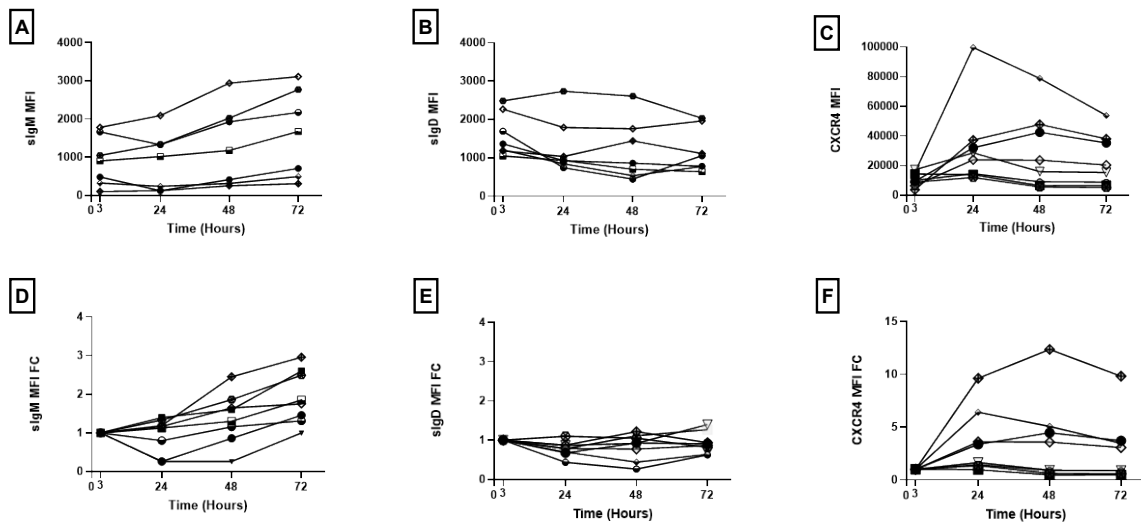 A
4000
3000
2000
1000
0
sIgM MFI
0 3 24 48 72
Time (Hours)
B
4000
3000
2000
1000
0
sIgD MFI
0 3 24 48 72
Time (Hours)
C
100000
80000
60000
40000
20000
0
CXCR4 MFI
0 3 24 48 72
Time (Hours)
D
4
3
2
1
0
sIgM MFI FC
0 3 24 48 72
Time (Hours)
E
4
3
2
1
0
sIgD MFI FC
0 3 24 48 72
Time (Hours)
F
15
10
5
0
CXCR4 MFI FC
0 3 24 48 72
Time (Hours)